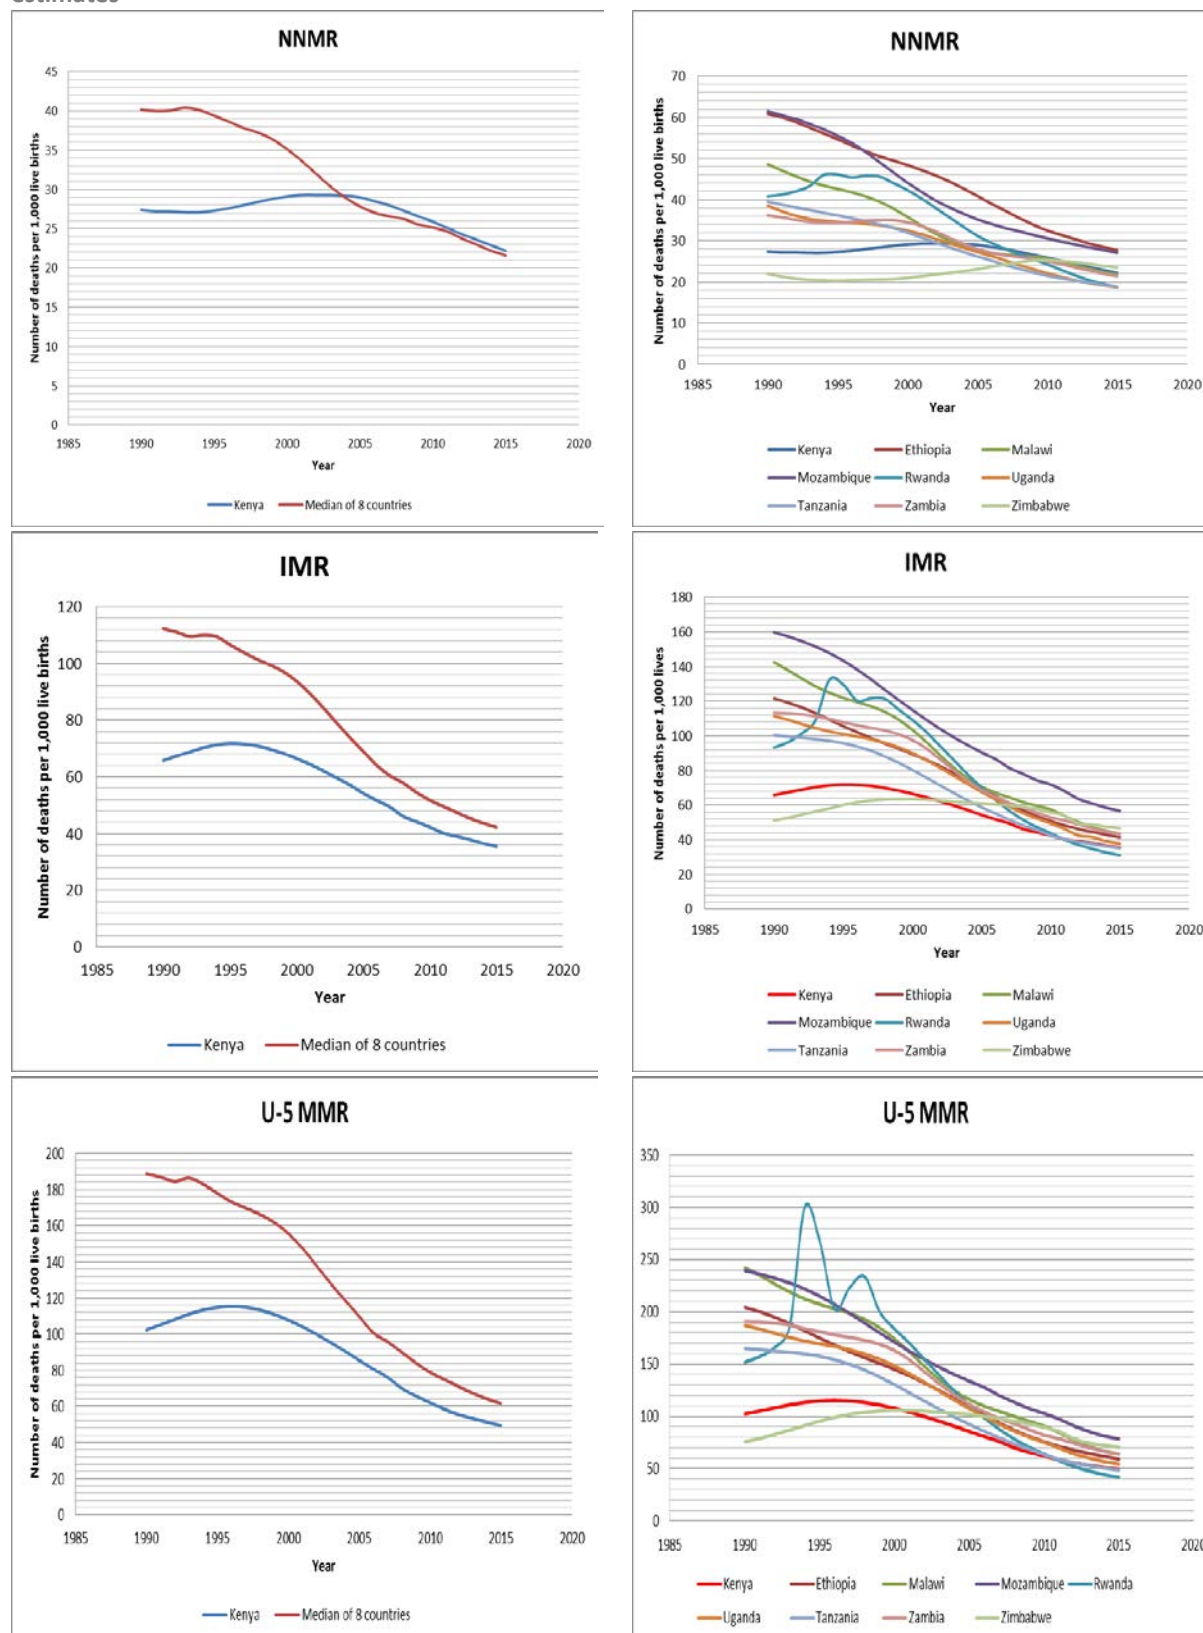 estimates
NNMR
Number of deaths per 1,000 live births
45
40
35
30
25
20
15
10
5
0
1985 1990 1995 2000 2005 2010 2015 2020
Year
Kenya Median of 8 countries
NNMR
Number of deaths per 1,000 live births
70
60
50
40
30
20
10
0
1985 1990 1995 2000 2005 2010 2015 2020
Year
Kenya Ethiopia Malawi
Mozambique Rwanda Uganda
Tanzania Zambia Zimbabwe
IMR
Number of deaths per 1,000 live births
120
100
80
60
40
20
0
1985 1990 1995 2000 2005 2010 2015 2020
Year
Kenya Median of 8 countries
IMR
Number of deaths per 1,000 lives
180
160
140
120
100
80
60
40
20
0
1985 1990 1995 2000 2005 2010 2015 2020
Year
Kenya Ethiopia Malawi
Mozambique Rwanda Uganda
Tanzania Zambia Zimbabwe
U-5 MMR
Number of deaths per 1,000 live births
200
180
160
140
120
100
80
60
40
20
0
1985 1990 1995 2000 2005 2010 2015 2020
Year
Kenya Median of 8 countries
U-5 MMR
350
300
250
200
150
100
50
0
1985 1990 1995 2000 2005 2010 2015 2020
Kenya Ethiopia Malawi Mozambique Rwanda
Uganda Tanzania Zambia Zimbabwe